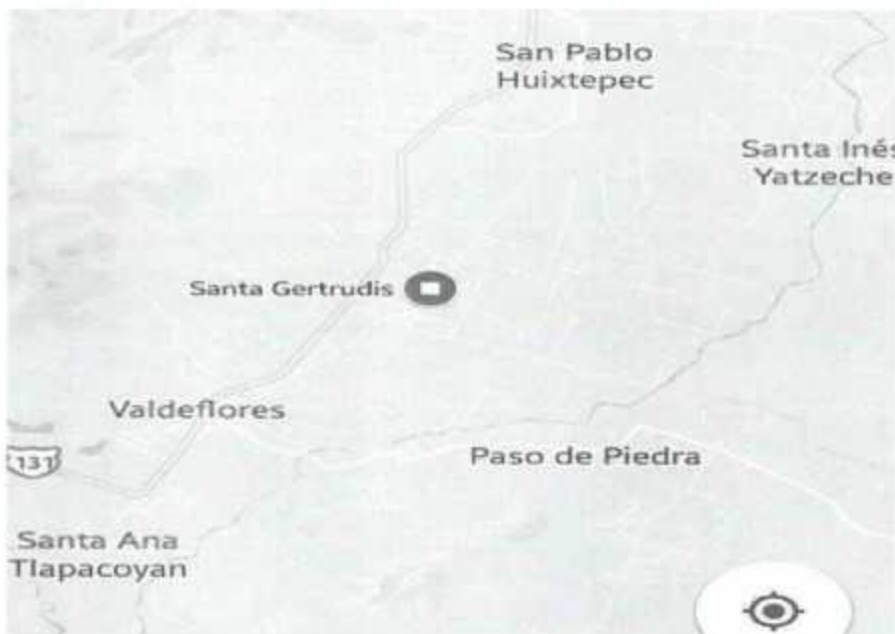 San Pablo
Huixtepec
Santa Inés
Yatzeche
Santa Gertrudis
Valdeflores
131
Paso de Piedra
Santa Ana
Tlapacoyan